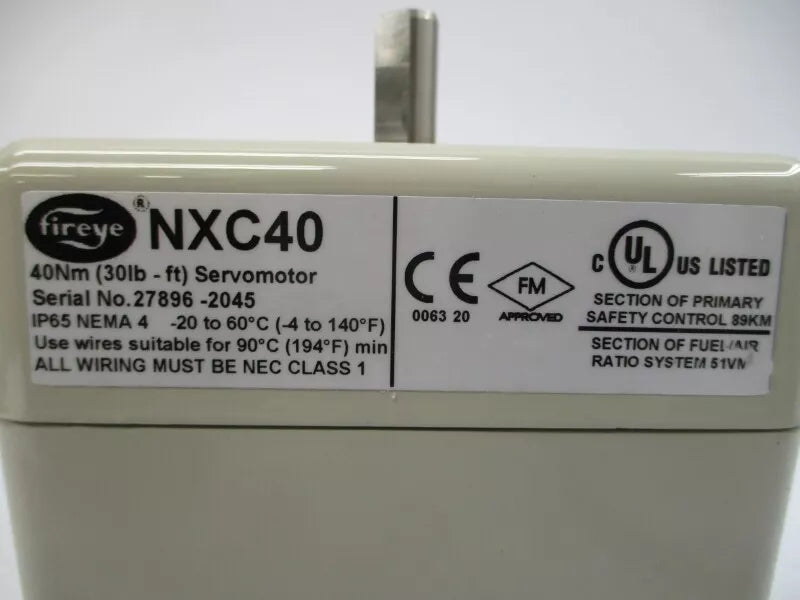 fireye® NXC40
40Nm (30lb - ft) Servomotor
Serial No. 27896 -2045
IP65 NEMA 4 -20 to 60°C (-4 to 140°F)
Use wires suitable for 90°C (194°F) min
ALL WIRING MUST BE NEC CLASS 1
CE
0063 20
FM
APPROVED
C UL US LISTED
SECTION OF PRIMARY
SAFETY CONTROL 89KM
SECTION OF FUEL/AIR
RATIO SYSTEM 51VM